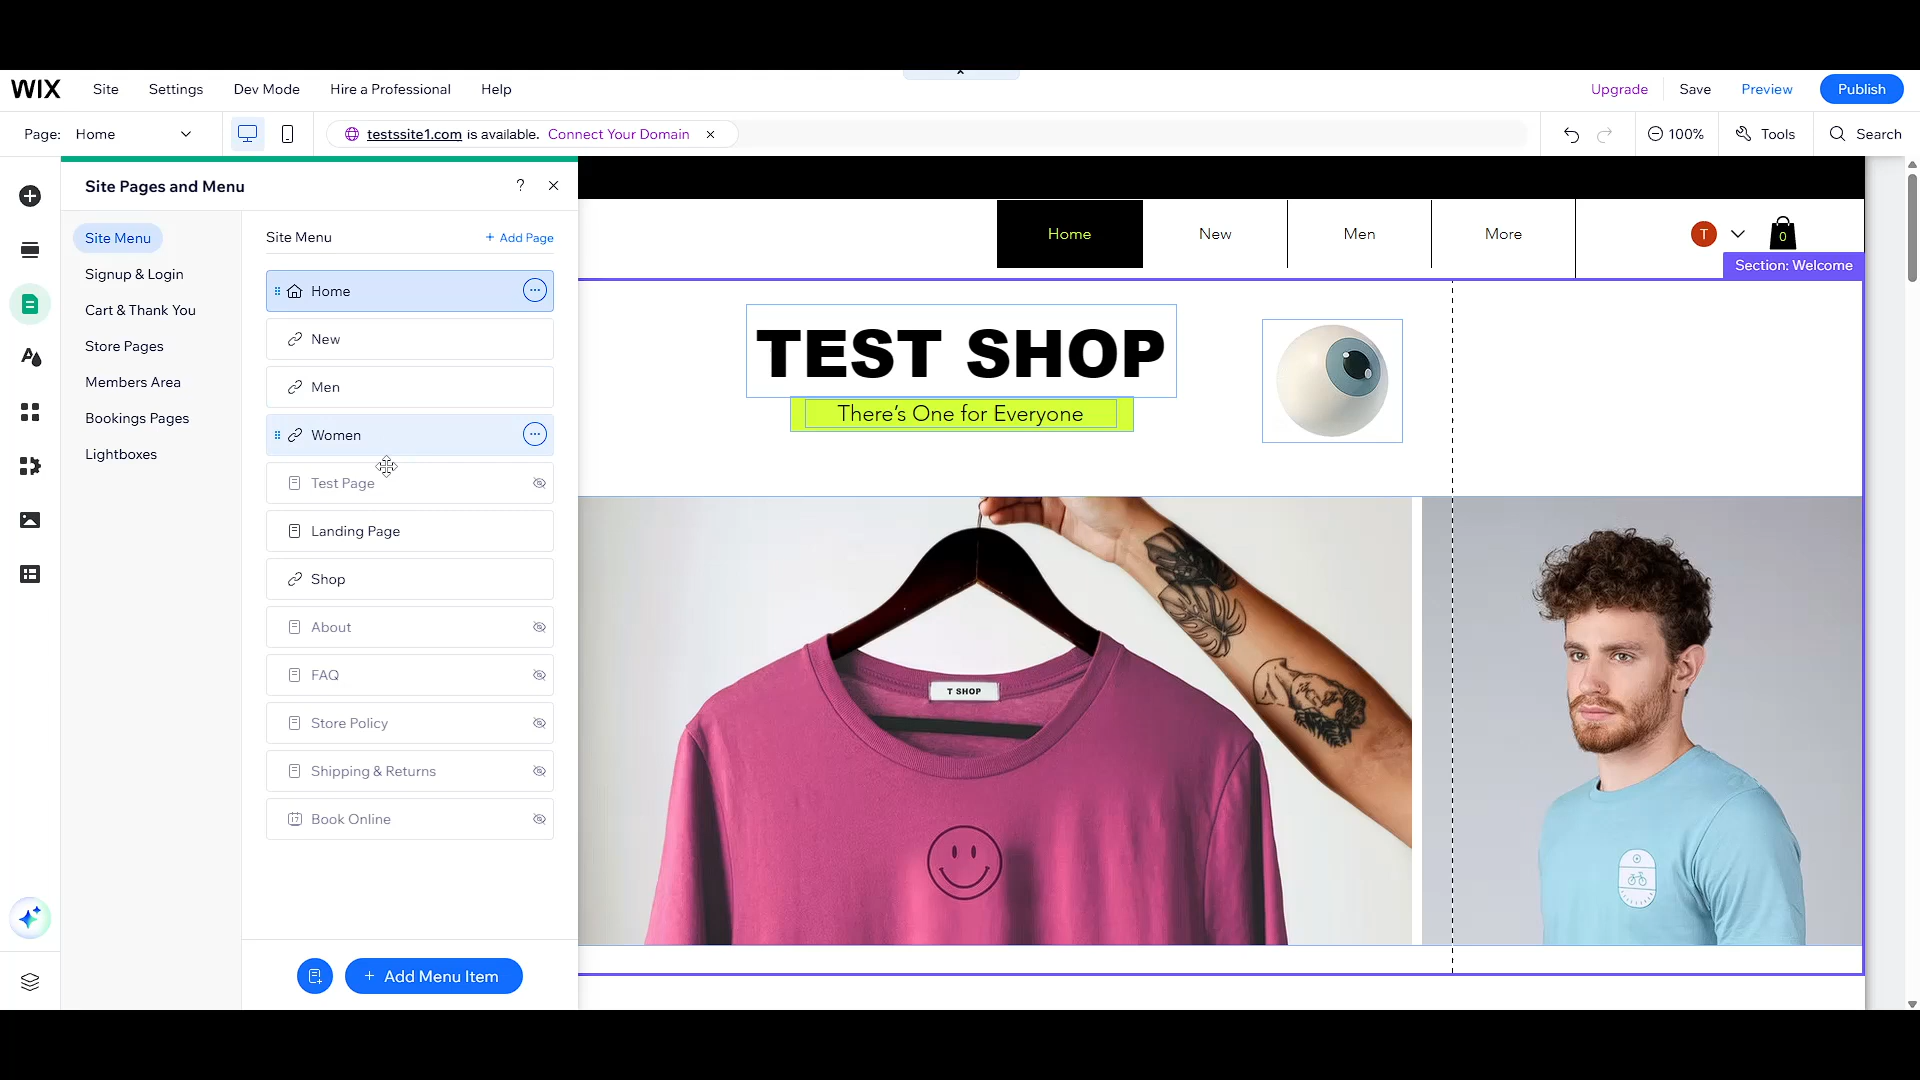 WIX Site Settings Dev Mode Hire a Professional Help Upgrade Save Preview Publish
Page: Home testssite1.com is available. Connect Your Domain 100% Tools Search
Site Pages and Menu ?
Site Menu
Signup & Login
Cart & Thank You
Store Pages
Members Area
Bookings Pages
Lightboxes
Site Menu + Add Page
Home
New
Men
Women
Test Page
Landing Page
Shop
About
FAQ
Store Policy
Shipping & Returns
17 Book Online
+ Add Menu Item
Home New Men More T 0
Section: Welcome
TEST SHOP
There's One for Everyone
T SHOP